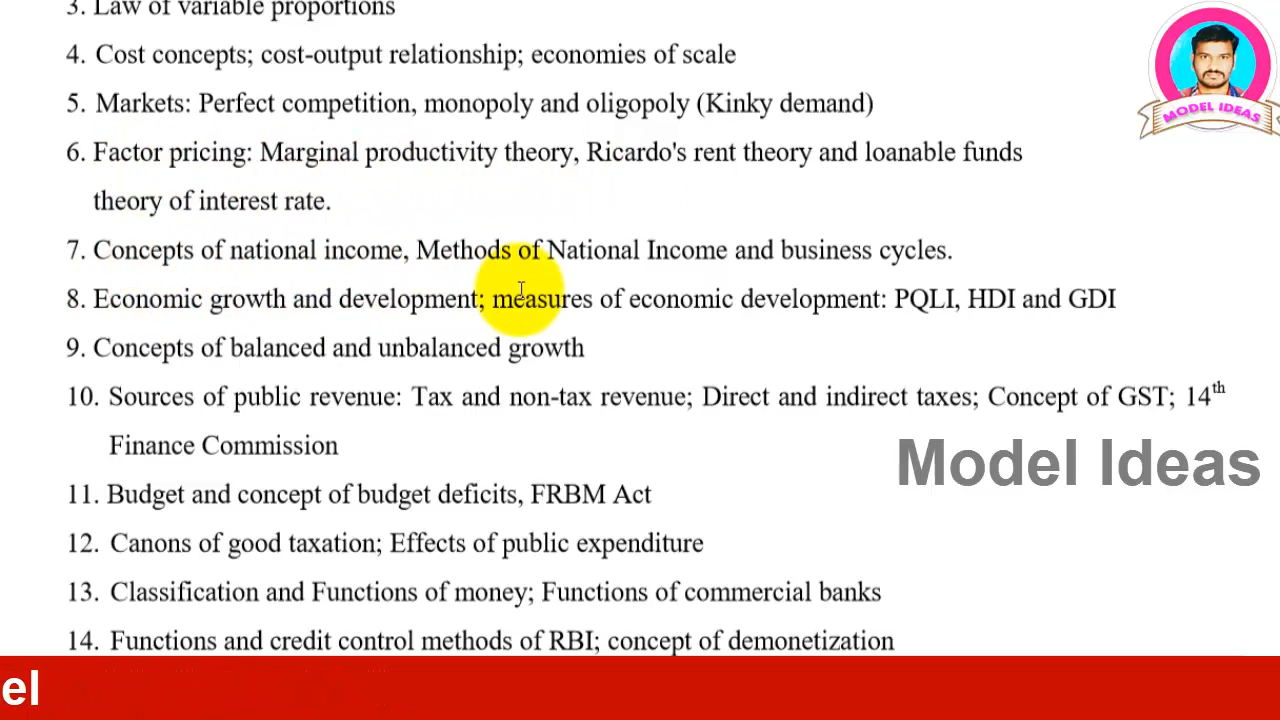 3. Law of variable proportions
4. Cost concepts; cost-output relationship; economies of scale
5. Markets: Perfect competition, monopoly and oligopoly (Kinky demand)
6. Factor pricing: Marginal productivity theory, Ricardo's rent theory and loanable funds
theory of interest rate.
7. Concepts of national income, Methods of National Income and business cycles.
8. Economic growth and development; measures of economic development: PQLI, HDI and GDI
9. Concepts of balanced and unbalanced growth
10. Sources of public revenue: Tax and non-tax revenue; Direct and indirect taxes; Concept of GST; 14th
Finance Commission
11. Budget and concept of budget deficits, FRBM Act
12. Canons of good taxation; Effects of public expenditure
13. Classification and Functions of money; Functions of commercial banks
14. Functions and credit control methods of RBI; concept of demonetization
MODEL IDEAS
Model Ideas
el